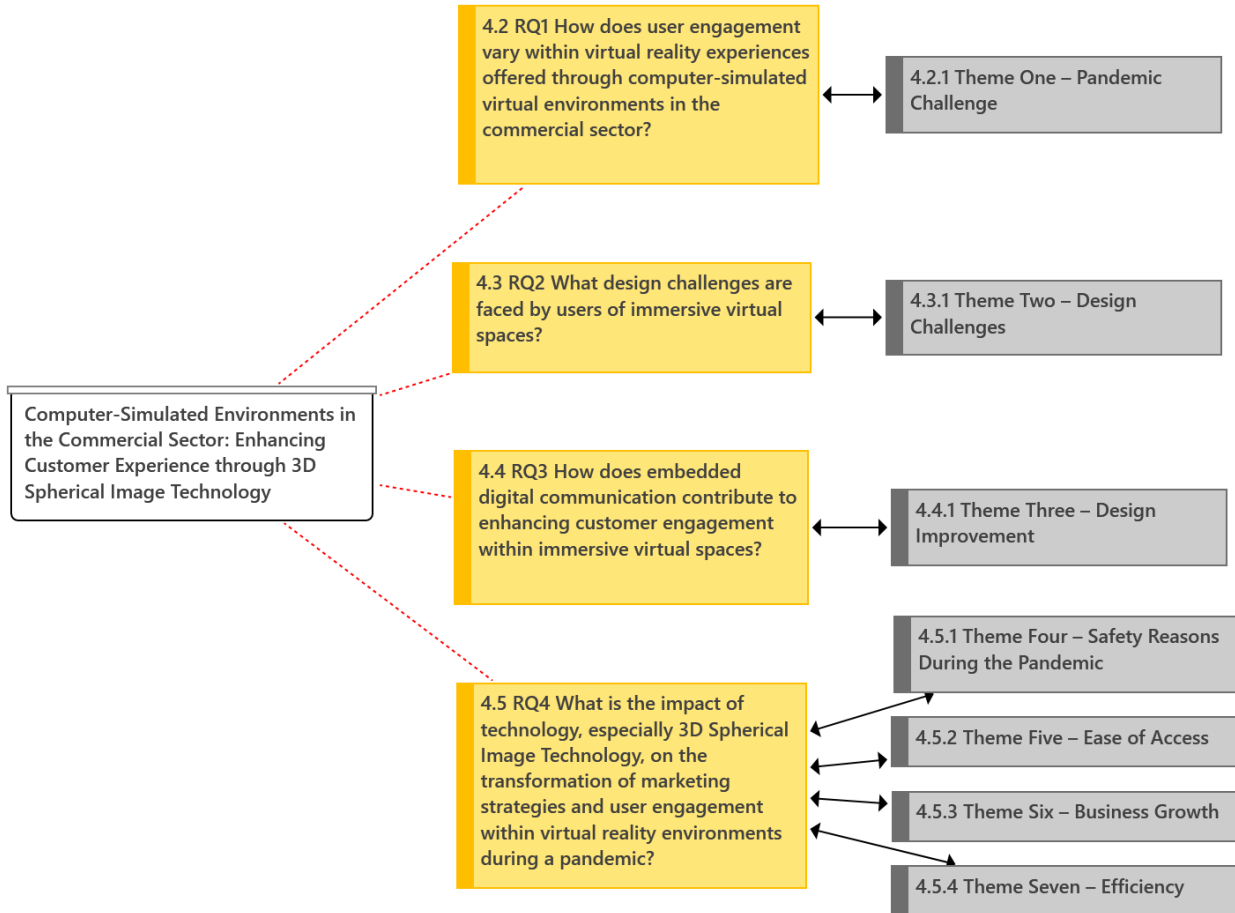 4.2 RQ1 How does user engagement
vary within virtual reality experiences
offered through computer-simulated
virtual environments in the
commercial sector?
4.2.1 Theme One – Pandemic
Challenge
4.3 RQ2 What design challenges are
faced by users of immersive virtual
spaces?
4.3.1 Theme Two – Design
Challenges
Computer-Simulated Environments in
the Commercial Sector: Enhancing
Customer Experience through 3D
Spherical Image Technology
4.4 RQ3 How does embedded
digital communication contribute to
enhancing customer engagement
within immersive virtual spaces?
4.4.1 Theme Three – Design
Improvement
4.5 RQ4 What is the impact of
technology, especially 3D Spherical
Image Technology, on the
transformation of marketing
strategies and user engagement
within virtual reality environments
during a pandemic?
4.5.1 Theme Four – Safety Reasons
During the Pandemic
4.5.2 Theme Five – Ease of Access
4.5.3 Theme Six – Business Growth
4.5.4 Theme Seven – Efficiency